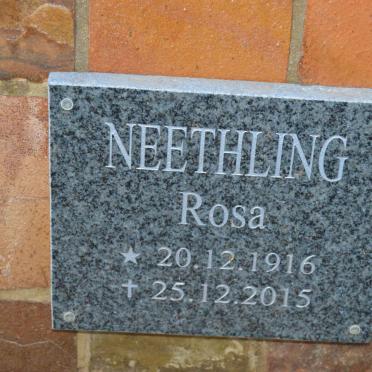 NEETHLING
Rosa
★ 20.12.1916
✝ 25.12.2015